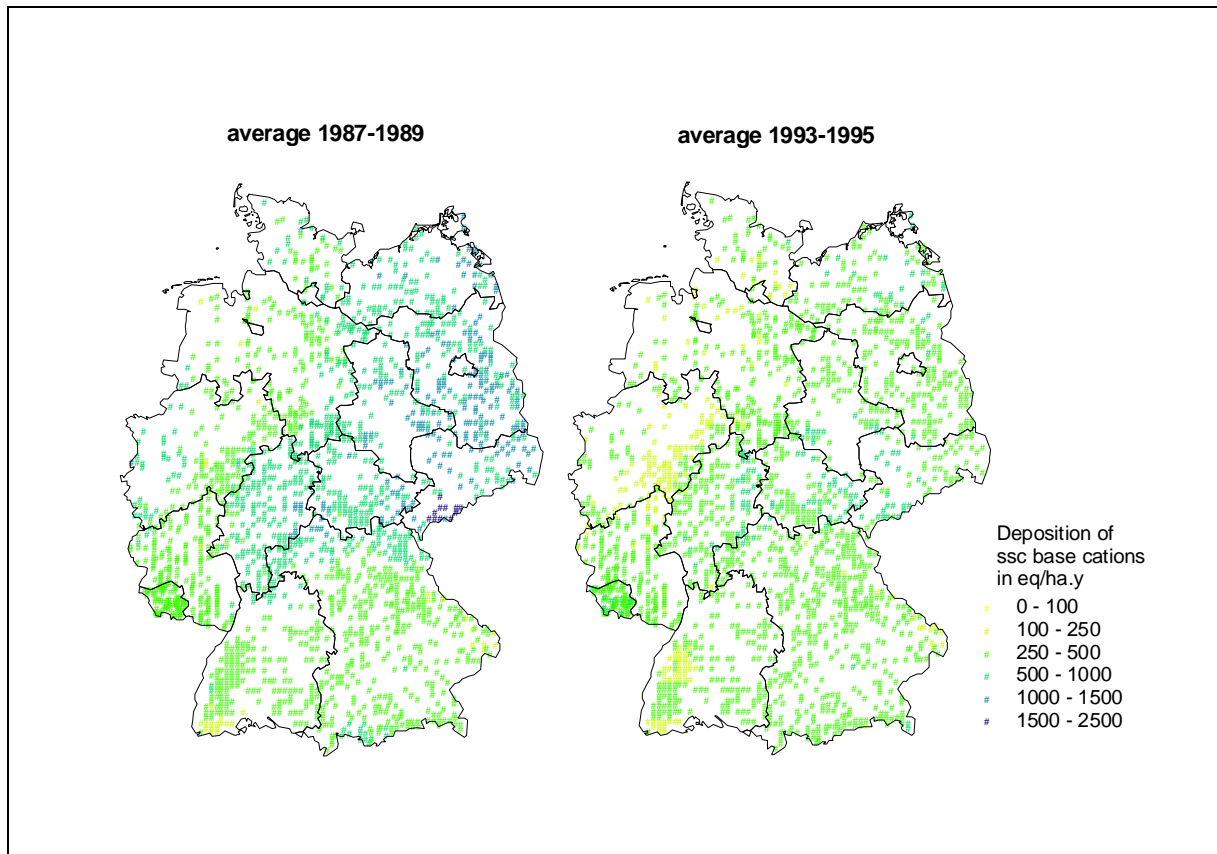 average 1987-1989
average 1993-1995
Deposition of
ssc base cations
in eq/ha.y
# 0 - 100
# 100 - 250
# 250 - 500
# 500 - 1000
# 1000 - 1500
# 1500 - 2500